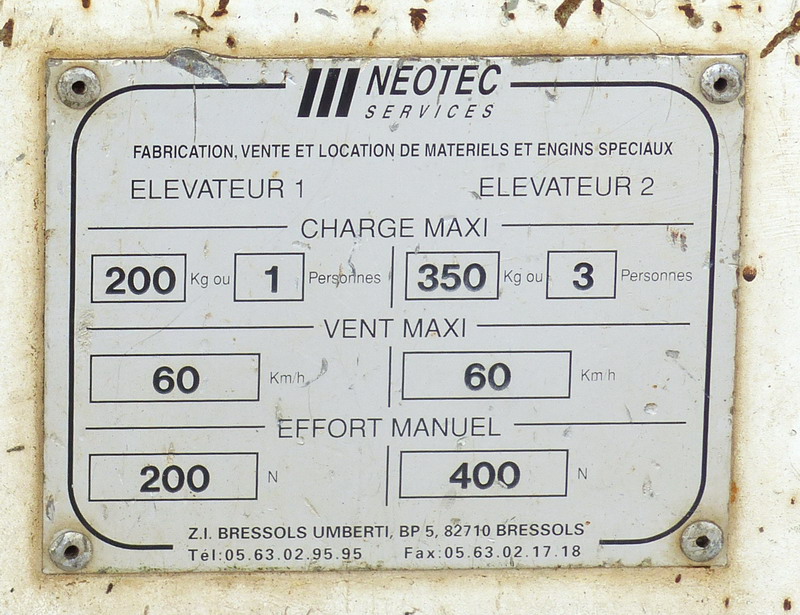 NEOTEC
SERVICES
FABRICATION, VENTE ET LOCATION DE MATERIELS ET ENGINS SPECIAUX
ELEVATEUR 1 ELEVATEUR 2
CHARGE MAXI
200 Kg ou 1 Personnes 350 Kg ou 3 Personnes
VENT MAXI
60 Km/h 60 Km/h
EFFORT MANUEL
200 N 400 N
Z.I. BRESSOLS UMBERTI, BP 5, 82710 BRESSOLS
Tél:05.63.02.95.95 Fax:05.63.02.17.18